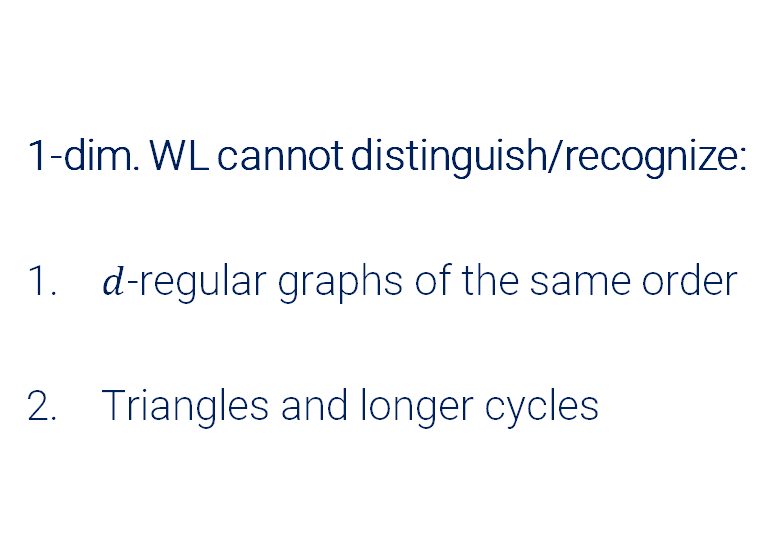 1-dim. WL cannot distinguish/recognize:
1. d-regular graphs of the same order
2. Triangles and longer cycles